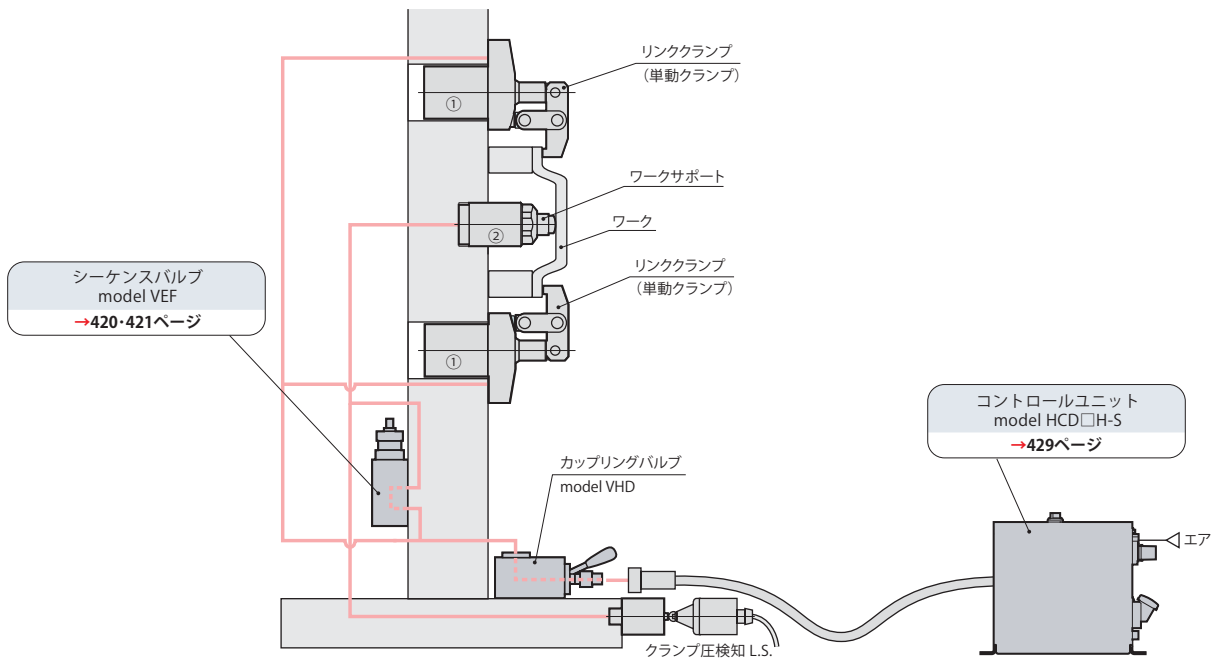 リンククランプ
(単動クランプ)
①
ワークサポート
②
ワーク
シーケンスバルブ
model VEF
→420・421ページ
リンククランプ
(単動クランプ)
①
コントロールユニット
model HCD□H-S
→429ページ
カップリングバルブ
model VHD
エア
クランプ圧検知 L.S.